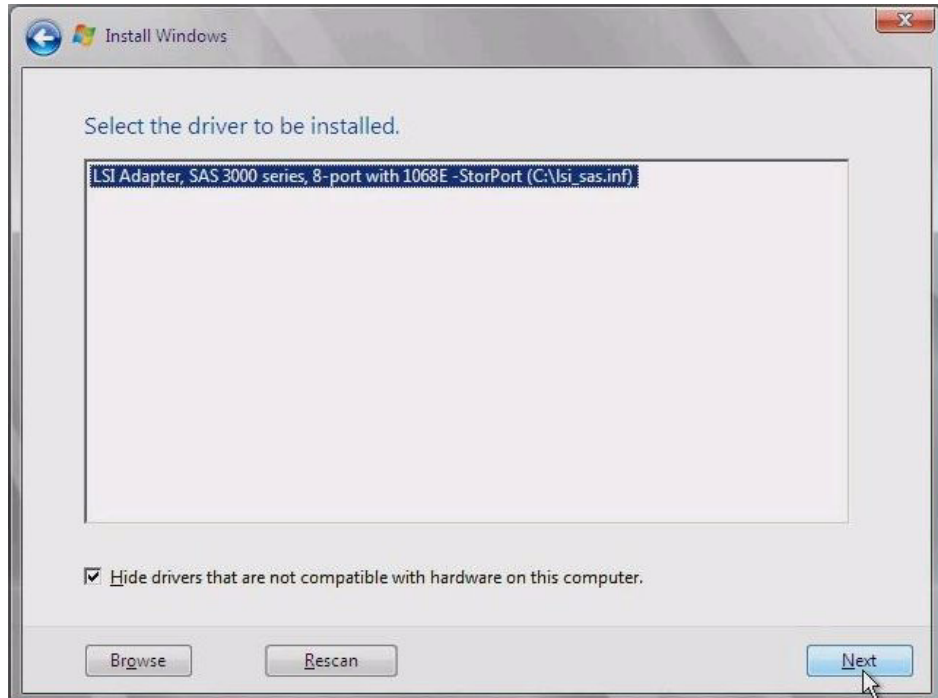 Install Windows
Select the driver to be installed.
LSI Adapter, SAS 3000 series, 8-port with 1068E -StorPort (C:\lsi_sas.inf)
Hide drivers that are not compatible with hardware on this computer.
Browse
Rescan
Next